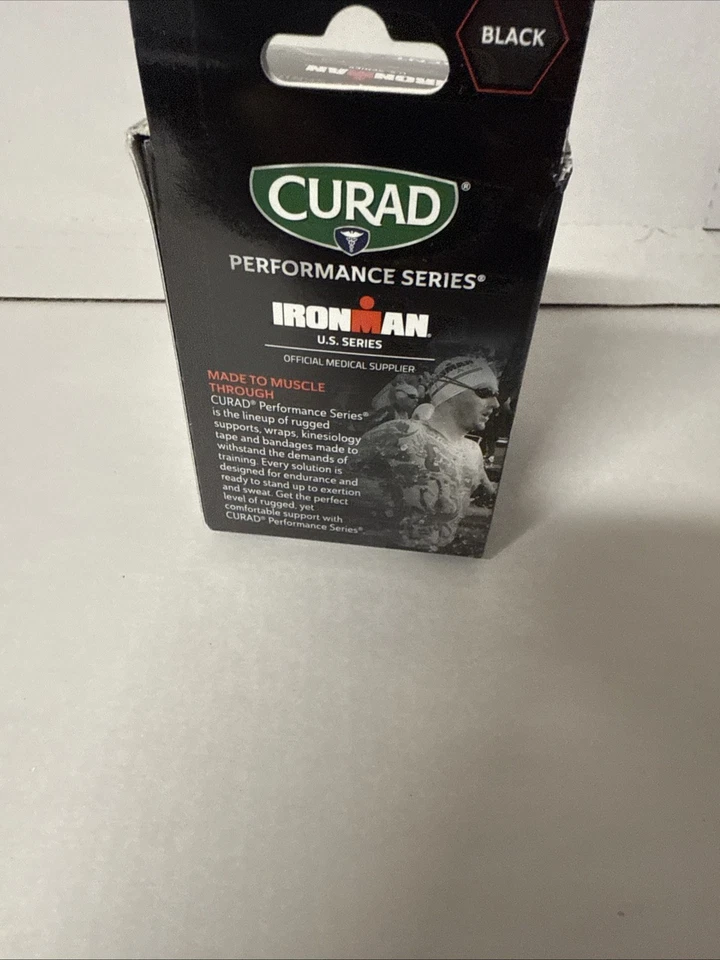 BLACK
CURAD®
PERFORMANCE SERIES®
IRONMAN®
U.S. SERIES
OFFICIAL MEDICAL SUPPLIER
MADE TO MUSCLE
THROUGH
CURAD® Performance Series®
is the lineup of rugged
supports, wraps, kinesiology
tape and bandages made to
withstand the demands of
training. Every solution is
designed for endurance and
ready to stand up to exertion
and sweat. Get the perfect
level of rugged, yet
comfortable support with
CURAD® Performance Series®